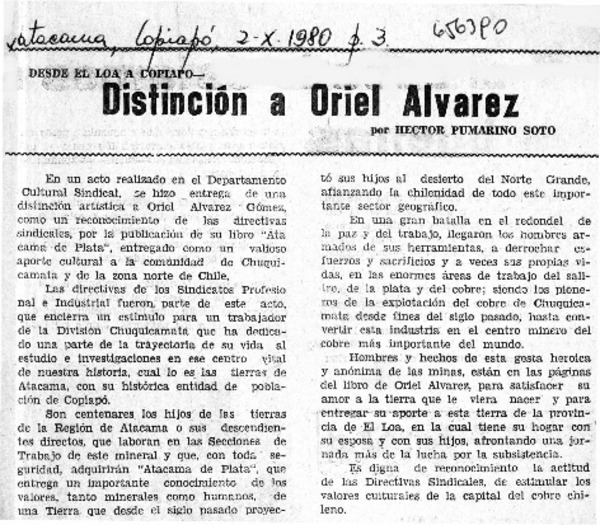 atacama, Copiapó, 2-X-1980 p. 3.
656390
DESDE EL LOA A COPIAPO—
Distinción a Oriel Alvarez
por HECTOR PUMARINO SOTO
En un acto realizado en el Departamento
Cultural Sindical, se hizo entrega de una
distinción artística a Oriel Alvarez Gómez,
como un reconocimiento de las directivas
sindicales, por la publicación de su libro "Ata
cama de Plata", entregado como un valioso
aporte cultural a la comunidad de Chuqui-
camata y de la zona norte de Chile.
Las directivas de los Sindicatos Profesio
nal e Industrial fueron parte de este acto,
que encierra un estímulo para un trabajador
de la División Chuquicamata que ha dedica-
do una parte de la trayectoria de su vida al
estudio e investigaciones en ese centro vital
de nuestra historia, cual lo es las tierras de
Atacama, con su histórica entidad de pobla-
ción de Copiapó.
Son centenares los hijos de las tierras
de la Región de Atacama o sus descendien-
tes directos, que laboran en las Secciones de
Trabajo de este mineral y que, con toda se-
guridad, adquirirán "Atacama de Plata", que
entrega un importante conocimiento de los
valores, tanto minerales como humanos, de
una Tierra que desde el siglo pasado proyec-
tó sus hijos al desierto del Norte Grande,
afianzando la chilenidad de todo este impor-
tante sector geográfico.
En una gran batalla en el redondel de
la paz y del trabajo, llegaron los hombres ar-
mados de sus herramientas, a derrochar es-
fuerzos y sacrificios y a veces sus propias vi-
das, en las enormes áreas de trabajo del sali-
tre, de la plata y del cobre; siendo los pione-
ros de la explotación del cobre de Chuquica-
mata desde fines del siglo pasado, hasta con-
vertir esta industria en el centro minero del
cobre más importante del mundo.
Hombres y hechos de esta gesta heroica
y anónima de las minas, están en las páginas
del libro de Oriel Alvarez, para satisfacer su
amor a la tierra que le viera nacer y para
entregar su aporte a esta tierra de la provin-
cia de El Loa, en la cual tiene su hogar con
su esposa y con sus hijos, afrontando una jor-
nada más de la lucha por la subsistencia.
Es digna de reconocimiento la actitud
de las Directivas Sindicales, de estimular los
valores culturales de la capital del cobre chi-
leno.